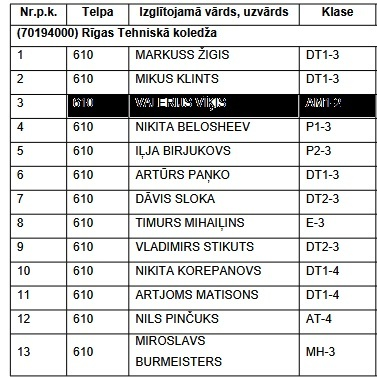 Nr.p.k. Telpa Izglītojamā vārds, uzvārds Klase
(70194000) Rīgas Tehniskā koledža
1 610 MARKUSS ŽIGIS DT1-3
2 610 MIKUS KLINTS DT1-3
3 610 VALERIJS
4 610 NIKITA BELOSHEEV P1-3
5 610 IĻJA BIRJUKOVS P2-3
6 610 ARTŪRS PAŅKO DT1-3
7 610 DĀVIS SLOKA DT2-3
8 610 TIMURS MIHAIĻINS E-3
9 610 VLADIMIRS STIKUTS DT2-3
10 610 NIKITA KOREPANOVS DT1-4
11 610 ARTJOMS MATISONS DT1-4
12 610 NILS PINČUKS AT-4
13 610 MIROSLAVS
BURMEISTERS MH-3